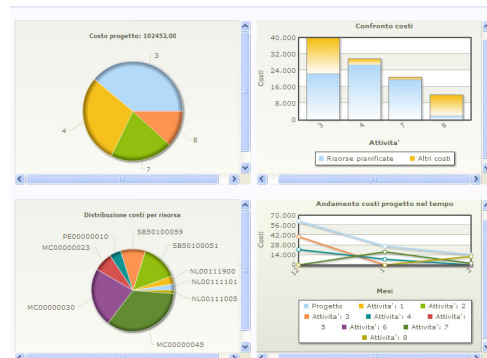 Costo progetto: 102452,00
3
4
7
8
Confronto costi
Costi
40.000
32.000
24.000
16.000
8.000
0
3
4
7
8
Attivita'
Risorse pianificate
Altri costi
Distribuzione costi per risorsa
PE00000010
SB50100059
MC00000023
SB50100051
NL00111900
NL00111101
NL00111005
MC00000030
MC00000045
Andamento costi progetto nel tempo
Costi
70.000
56.000
42.000
28.000
14.000
12
1
2
Mesi
Progetto Attivita': 1 Attivita': 2
Attivita': 3 Attivita': 4 Attivita':
5 Attivita': 6 Attivita': 7
Attivita': 8